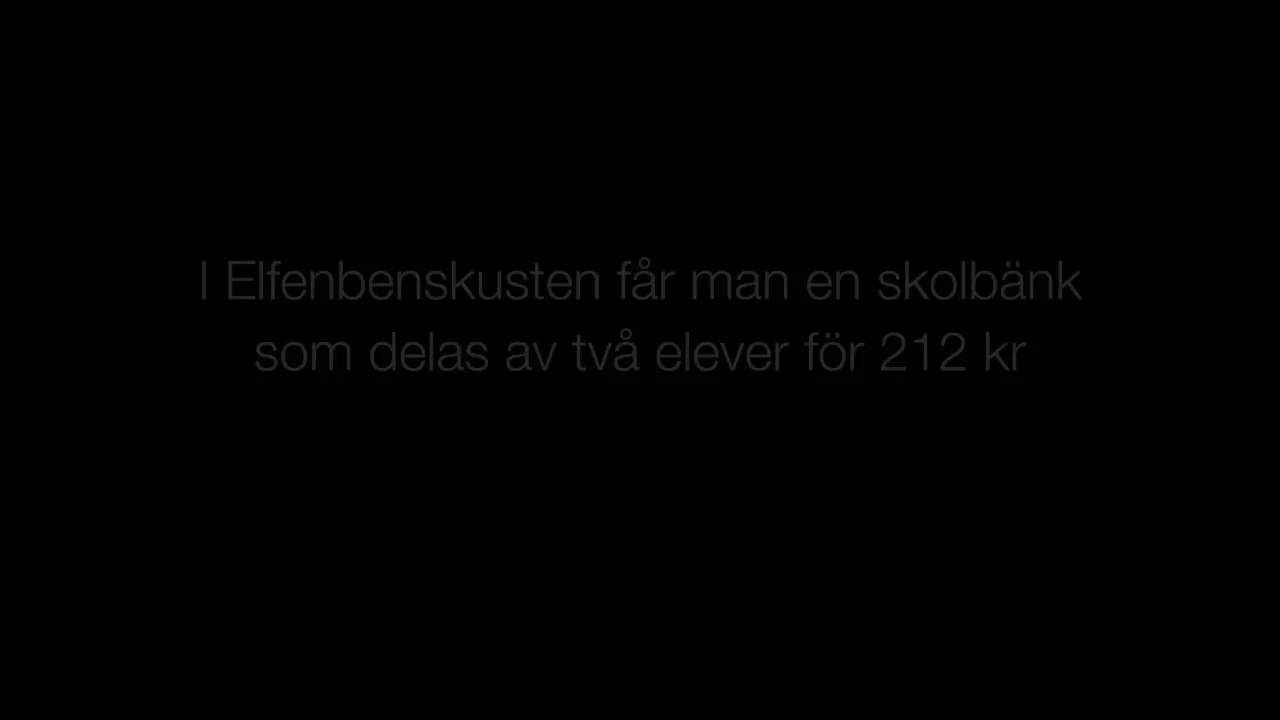 I Elfenbenskusten får man en skolbänk
som delas av två elever för 212 kr